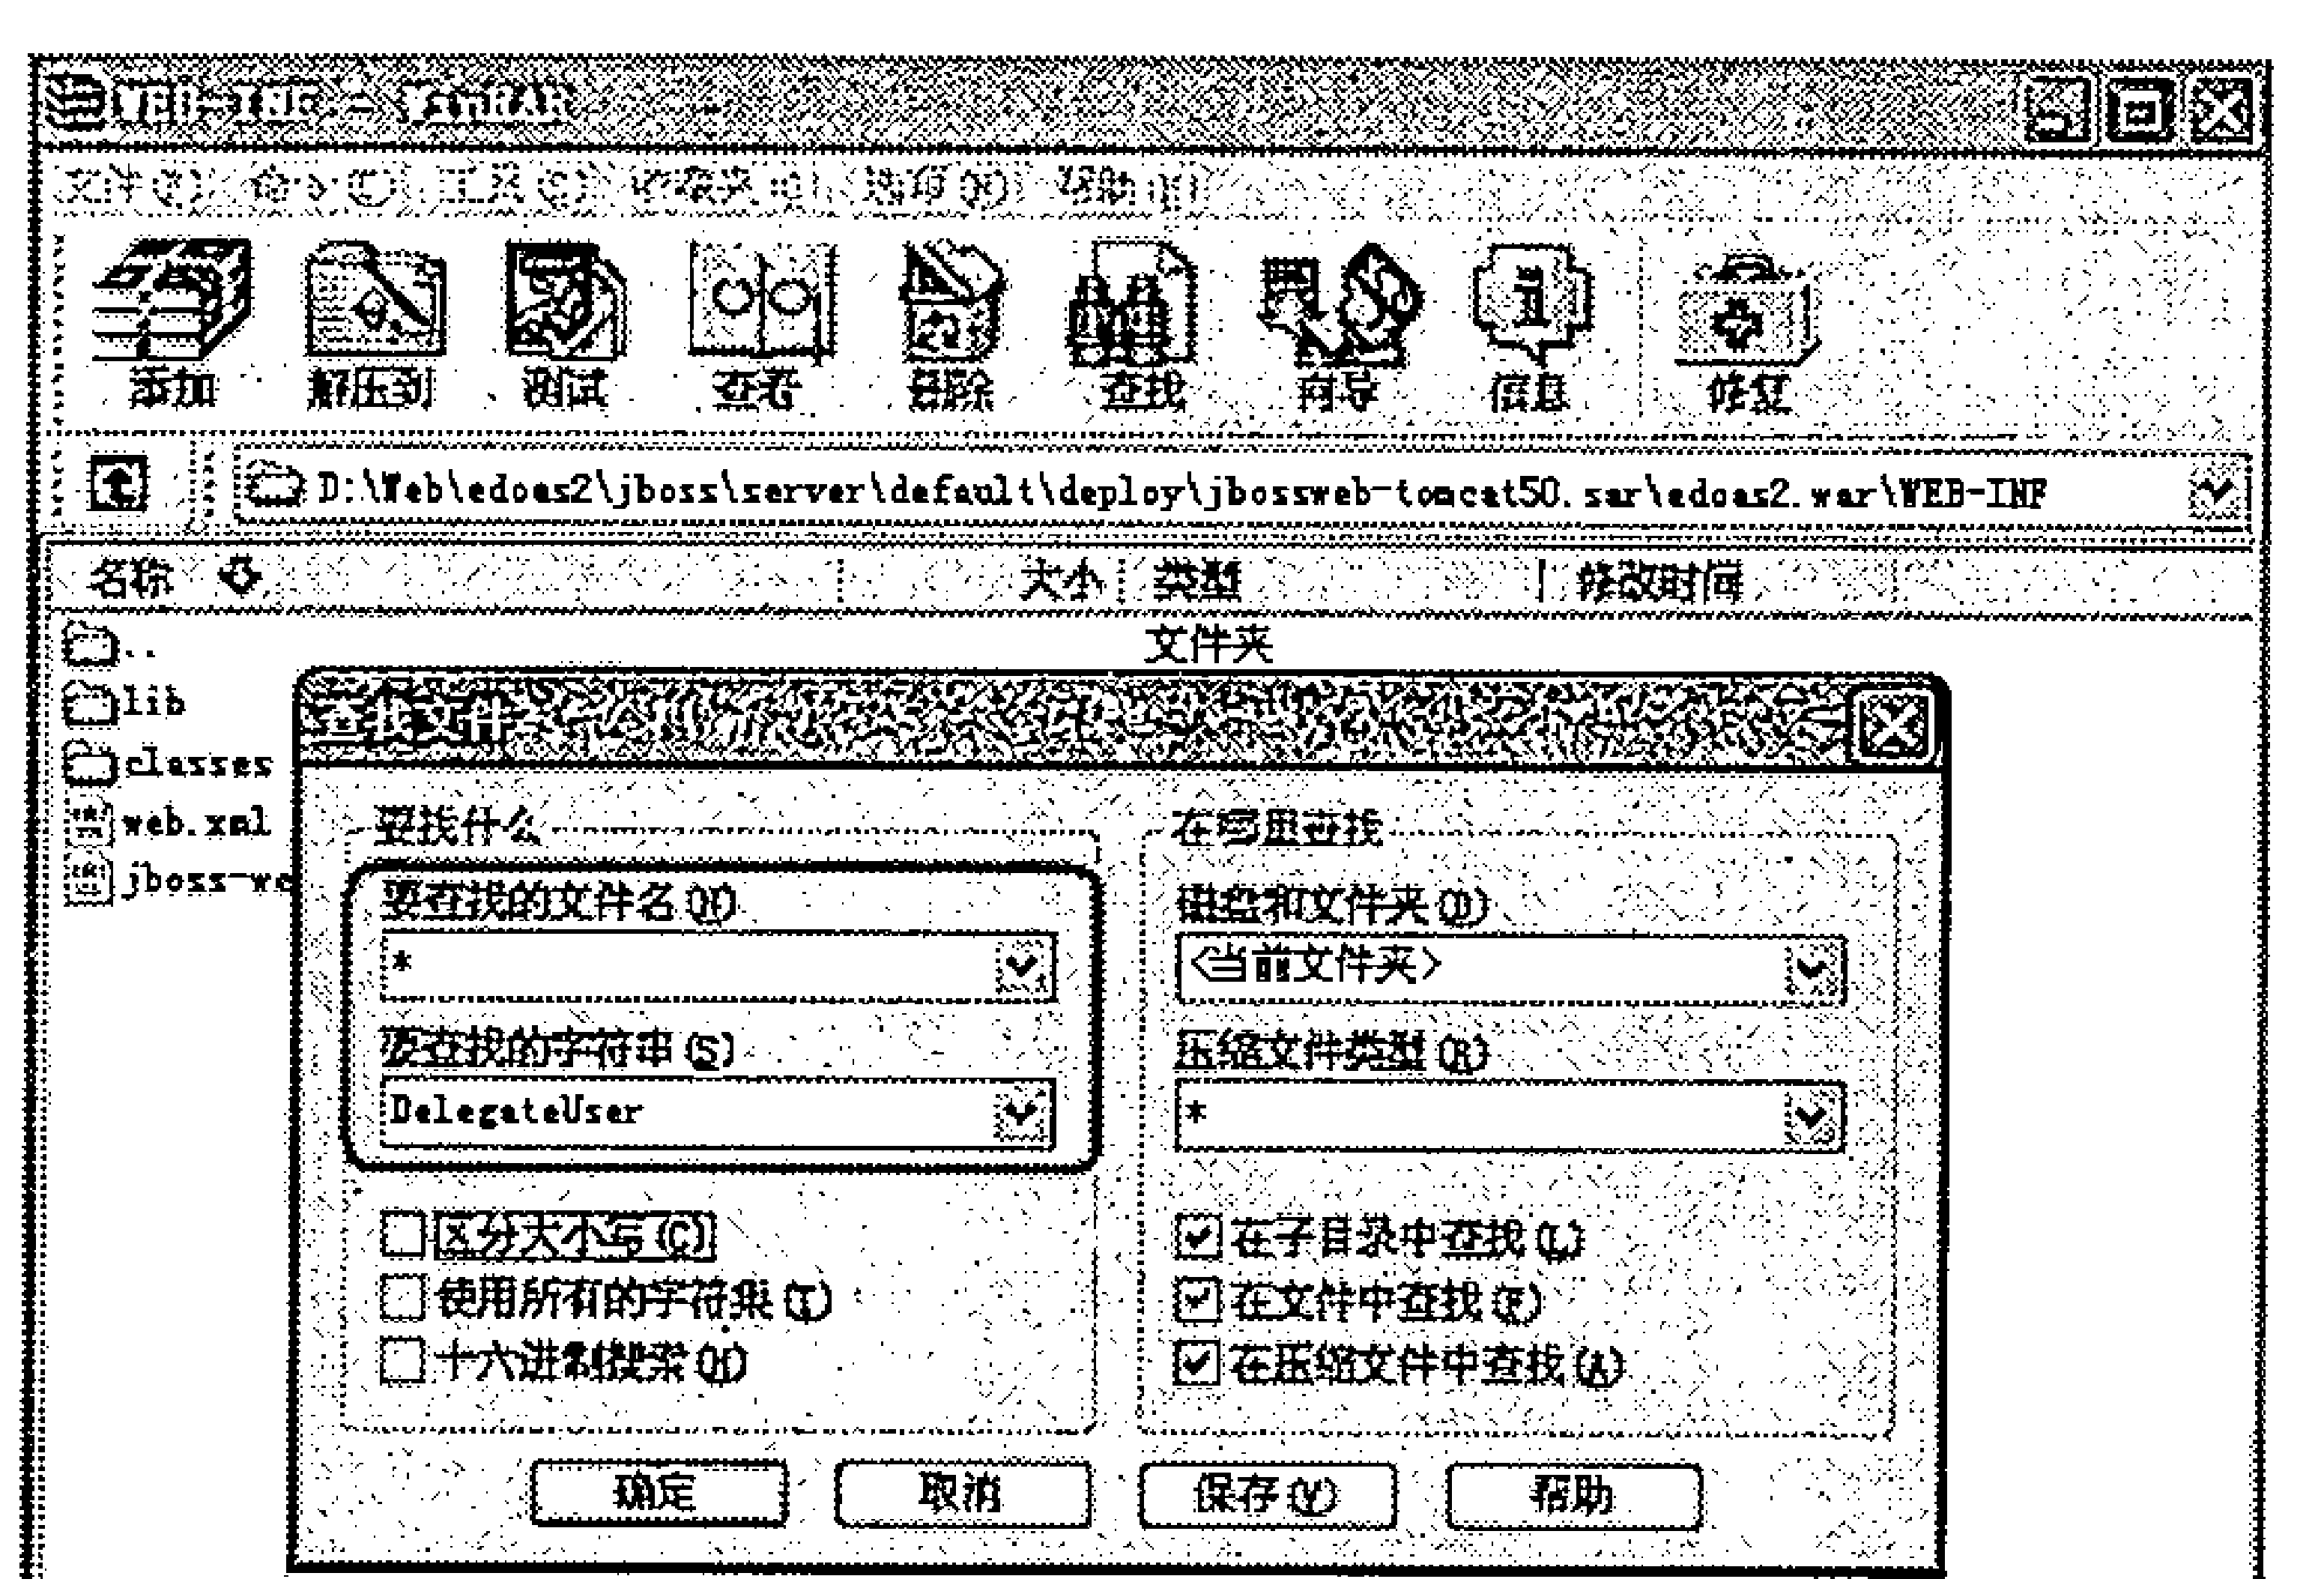 WEB-INF - WinRAR
文件(F) 命令(C) 工具(S) 收藏夹(O) 选项(N) 帮助(H)
添加 解压到 测试 查看 删除 查找 向导 信息 修复
D:\Web\edoas2\jboss\server\default\deploy\jbossweb-tomcat50.sar\edoas2.war\WEB-INF
名称 大小 类型 修改时间
.. 文件夹
lib
classes
web.xml
jboss-we
查找文件
要找什么
要查找的文件名(N)
*
要查找的字符串(S)
DelegateUser
区分大小写(C)
使用所有的字符集(T)
十六进制搜索(H)
在哪里查找
磁盘和文件夹(D)
<当前文件夹>
压缩文件类型(R)
*
在子目录中查找(L)
在文件中查找(F)
在压缩文件中查找(A)
确定 取消 保存(V) 帮助